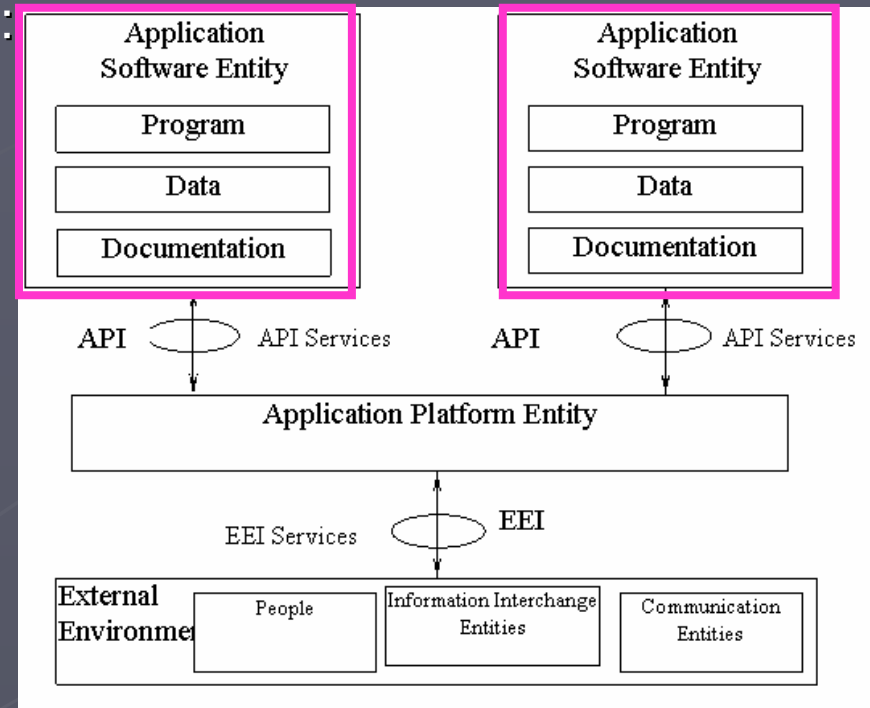 Application
Software Entity
Program
Data
Documentation
Application
Software Entity
Program
Data
Documentation
API
API Services
API
API Services
Application Platform Entity
EEI Services
EEI
External
Environme
People
Information Interchange
Entities
Communication
Entities